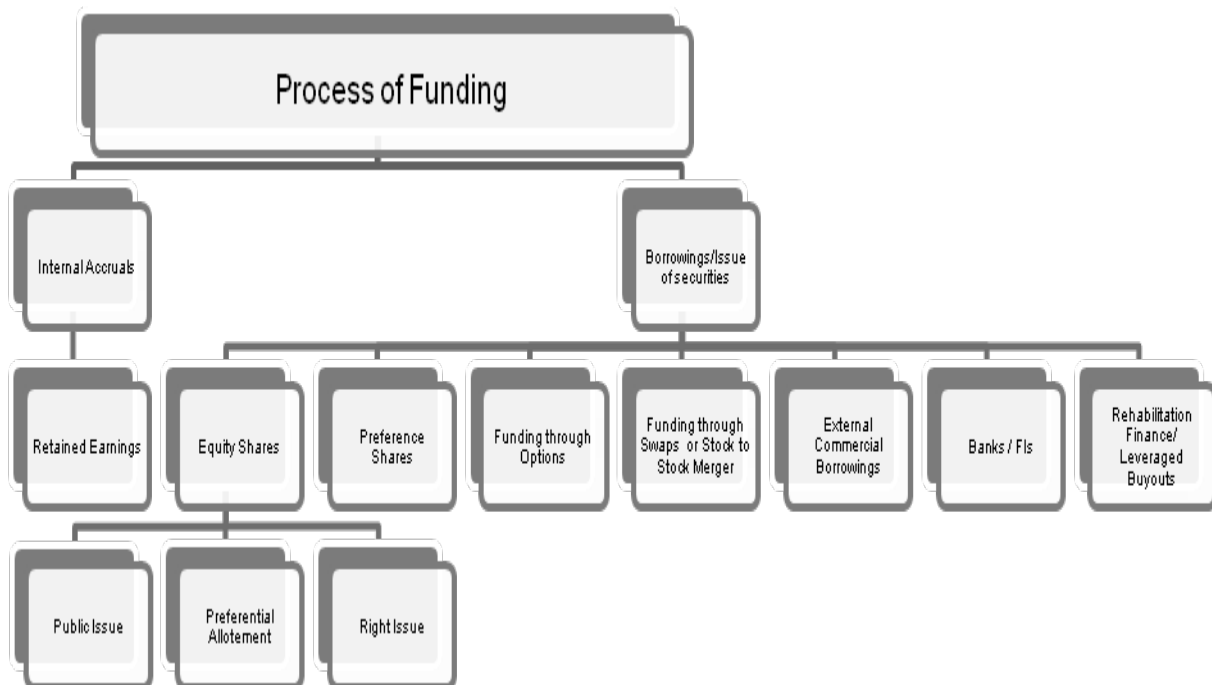 Process of Funding
Internal Accruals
Borrowings/Issue
of securities
Retained Earnings
Equity Shares
Preference
Shares
Funding through
Options
Funding through
Swaps or Stock to
Stock Merger
External
Commercial
Borrowings
Banks / FIs
Rehabilitation
Finance/
Leveraged
Buyouts
Public Issue
Preferential
Allotement
Right Issue